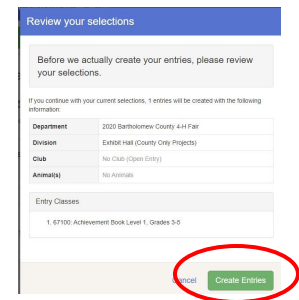 Review your selections
Before we actually create your entries, please review
your selections.
If you continue with your current selections, 1 entries will be created with the following
information:
Department 2020 Bartholomew County 4-H Fair
Division Exhibit Hall (County Only Projects)
Club No Club (Open Entry)
Animal(s) No Animals
Entry Classes
1. 67100: Achievement Book Level 1, Grades 3-5
Cancel Create Entries